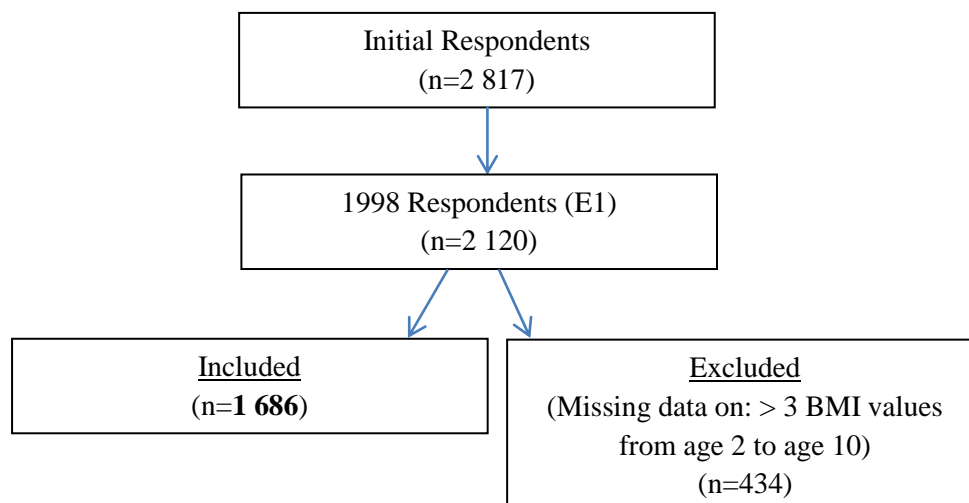 Initial Respondents
(n=2 817)
1998 Respondents (E1)
(n=2 120)
Included
(n=1 686)
Excluded
(Missing data on: > 3 BMI values
from age 2 to age 10)
(n=434)